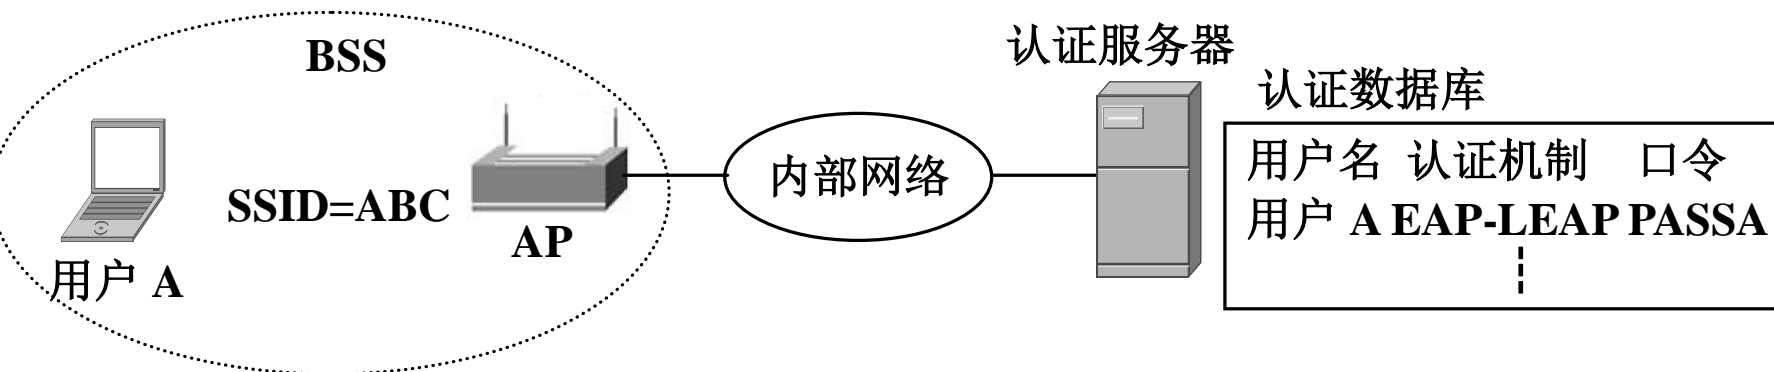 BSS
用户 A
SSID=ABC
AP
内部网络
认证服务器
认证数据库
用户名 认证机制 口令
用户 A EAP-LEAP PASSA